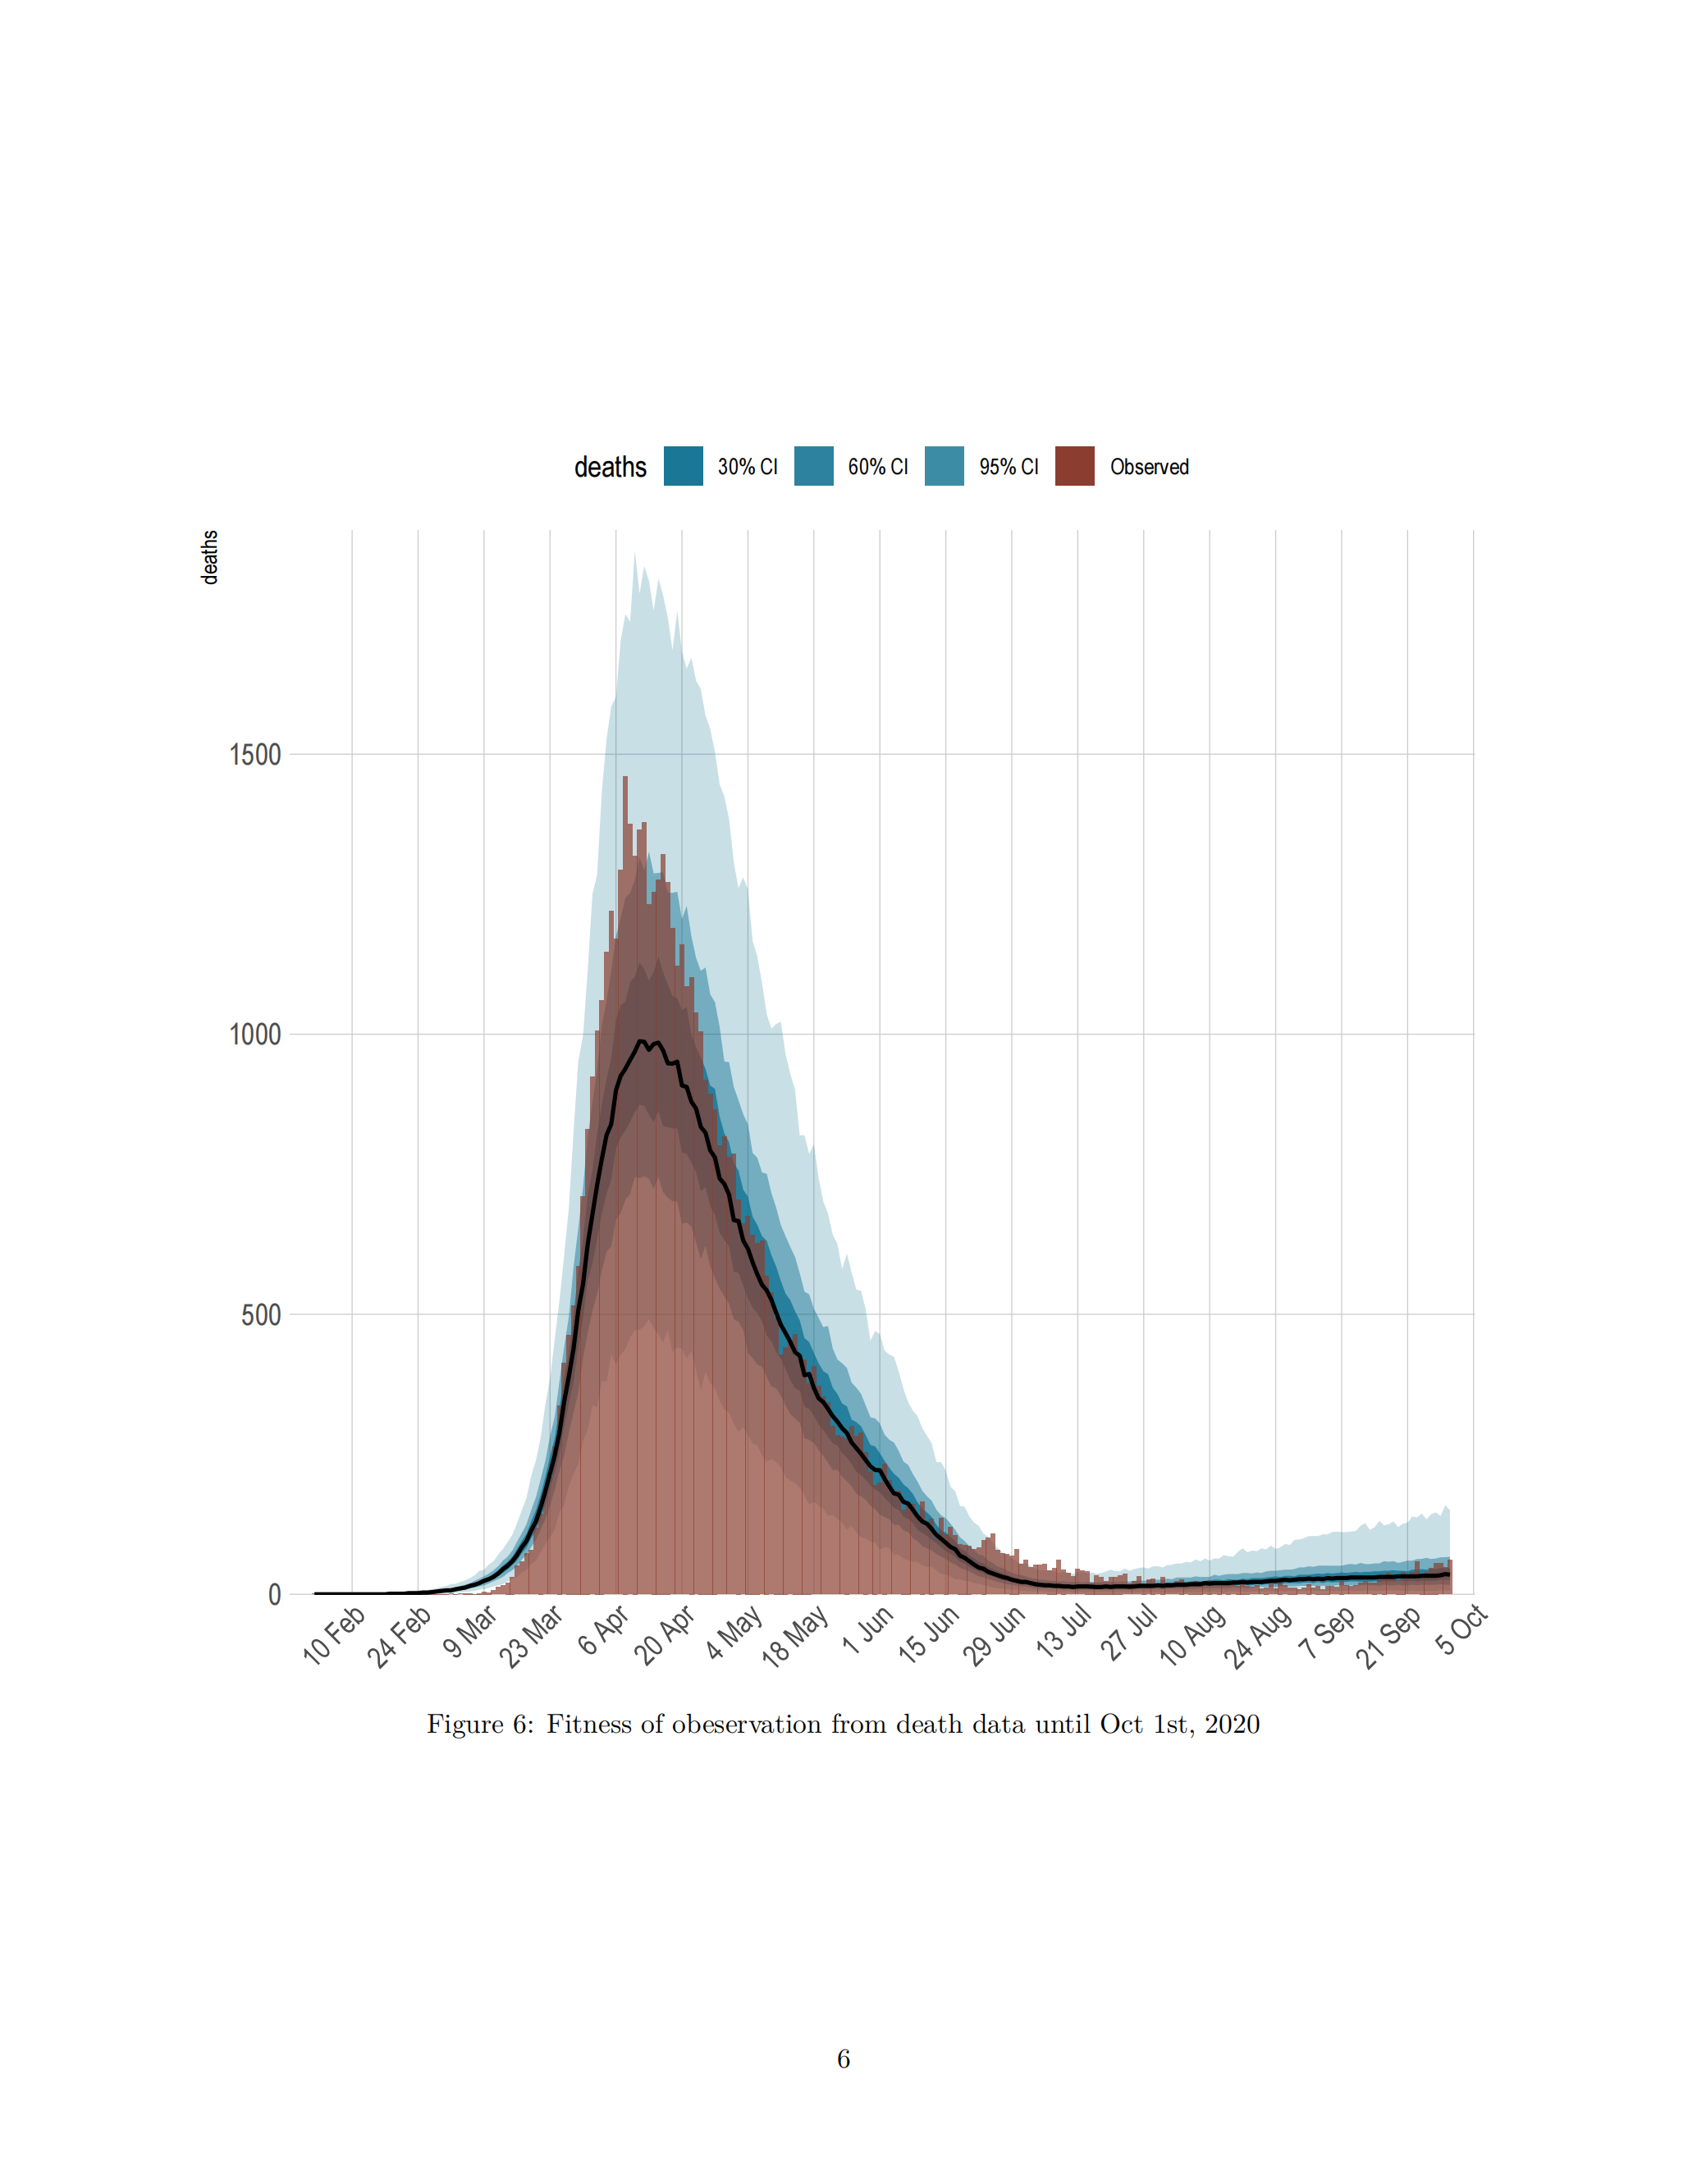 deaths 30% CI 60% CI 95% CI Observed
deaths
1500
1000
500
0
10 Feb 24 Feb 9 Mar 23 Mar 6 Apr 20 Apr 4 May 18 May 1 Jun 15 Jun 29 Jun 13 Jul 27 Jul 10 Aug 24 Aug 7 Sep 21 Sep 5 Oct
Figure 6: Fitness of obeservation from death data until Oct 1st, 2020
6